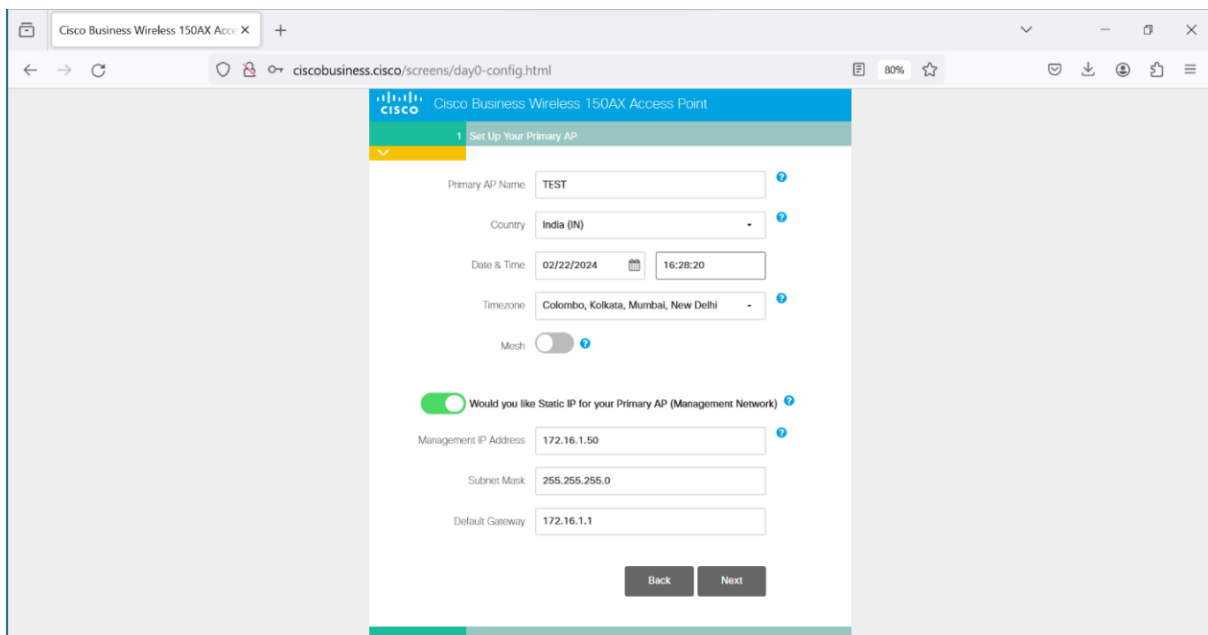 Cisco Business Wireless 150AX Acce
ciscobusiness.cisco/screens/day0-config.html 80%
CISCO Cisco Business Wireless 150AX Access Point
1 Set Up Your Primary AP
Primary AP Name TEST ?
Country India (IN) ?
Date & Time 02/22/2024 16:28:20
Timezone Colombo, Kolkata, Mumbai, New Delhi ?
Mesh ?
Would you like Static IP for your Primary AP (Management Network) ?
Management IP Address 172.16.1.50 ?
Subnet Mask 255.255.255.0
Default Gateway 172.16.1.1
Back Next